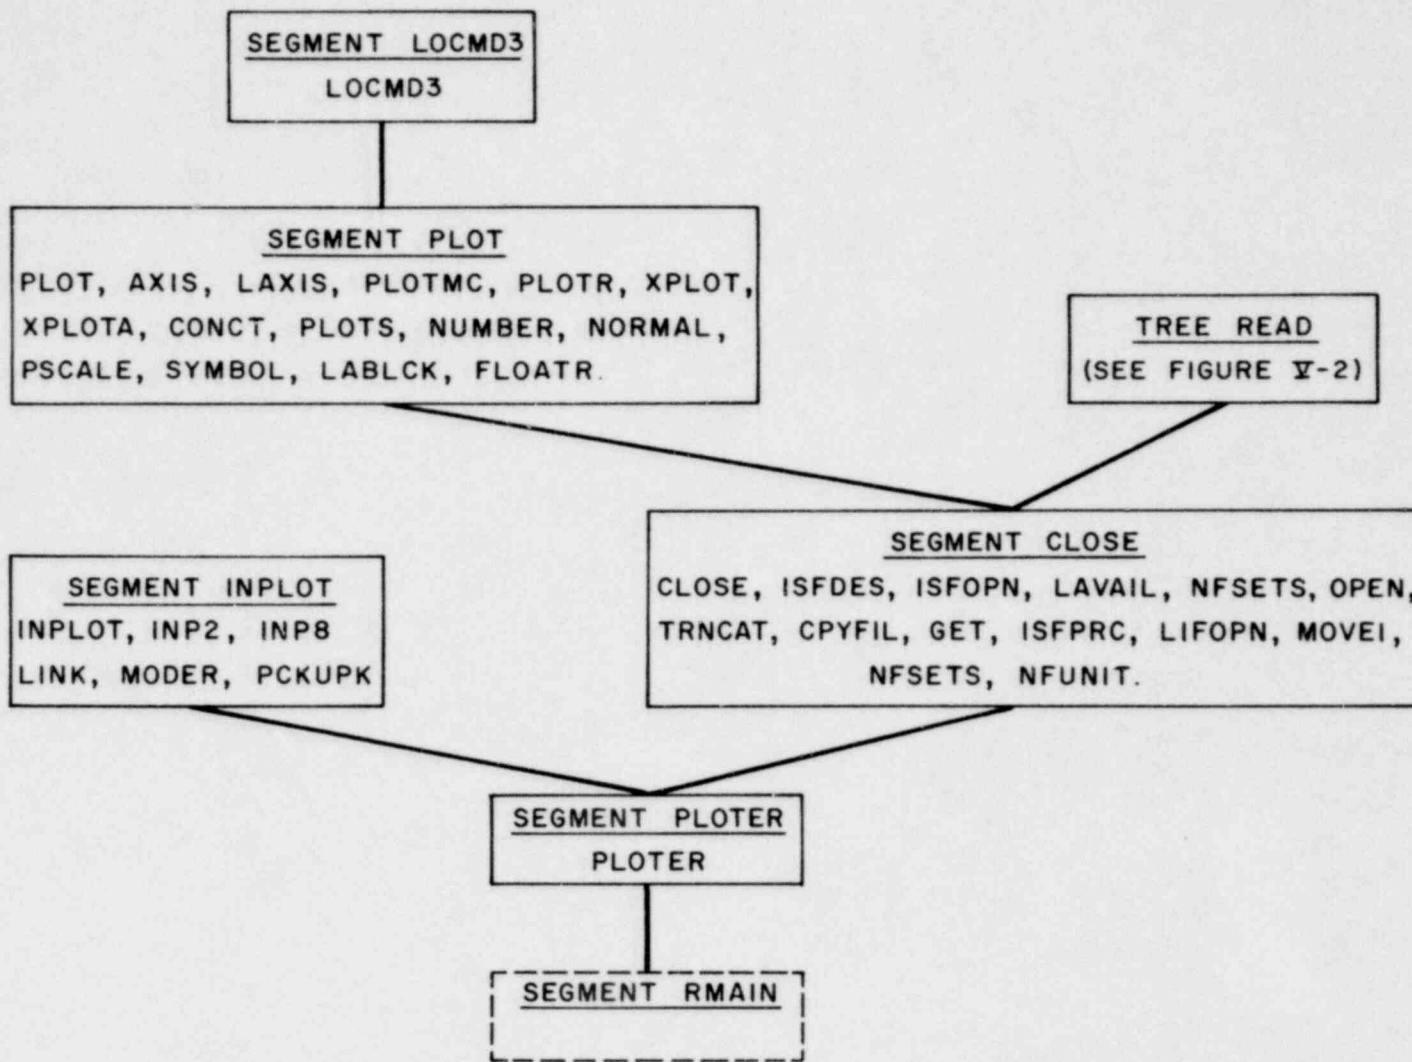 SEGMENT LOCMD3
LOCMD3
SEGMENT PLOT
PLOT, AXIS, LAXIS, PLOTMC, PLOTR, XPLOT,
XPLOTA, CONCT, PLOTS, NUMBER, NORMAL,
PSCALE, SYMBOL, LABLCK, FLOATR.
TREE READ
(SEE FIGURE V-2)
SEGMENT INPLOT
INPLOT, INP2, INP8
LINK, MODER, PCKUPK
SEGMENT CLOSE
CLOSE, ISFDES, ISFOPN, LAVAIL, NFSETS, OPEN,
TRNCAT, CPYFIL, GET, ISFPRC, LIFOPN, MOVEI,
NFSETS, NFUNIT.
SEGMENT PLOTER
PLOTER
SEGMENT RMAIN